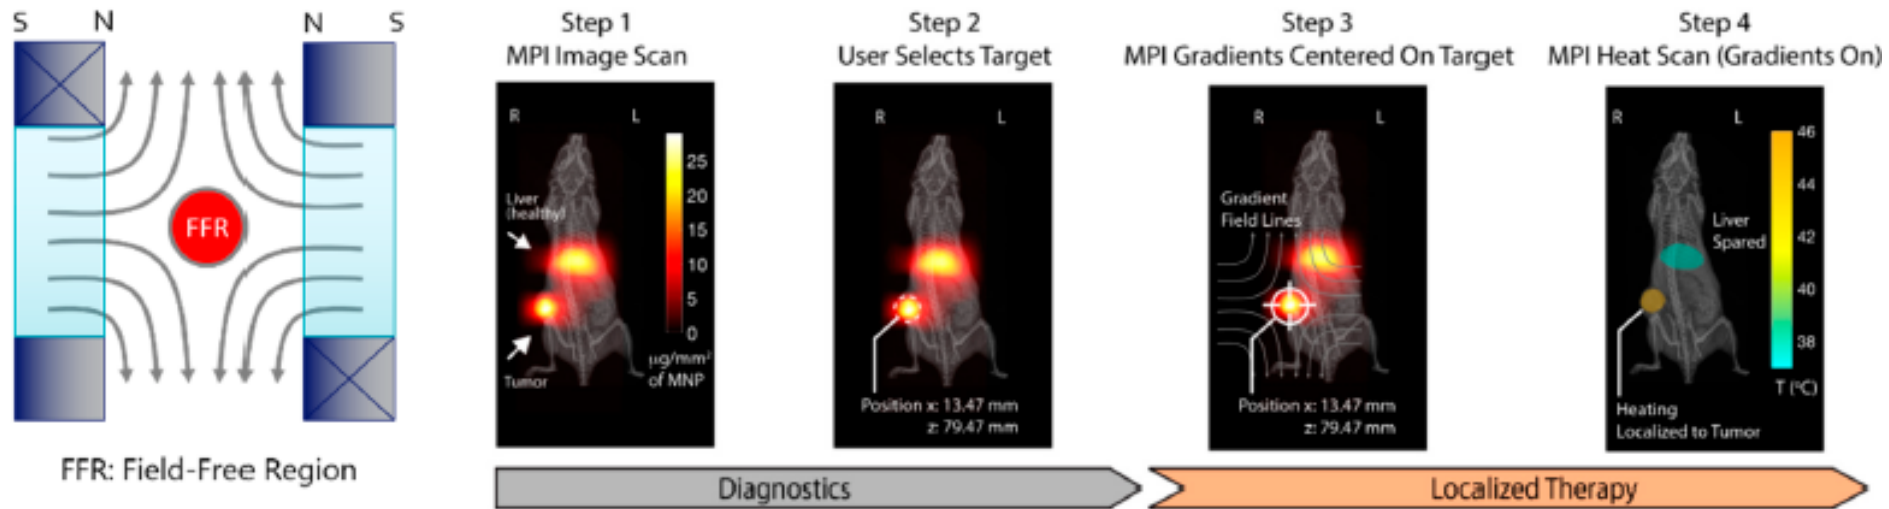 S N N S
FFR
FFR: Field-Free Region
Step 1
MPI Image Scan
R L
Liver
(healthy)
Tumor
25
20
15
10
5
0
μg/mm²
of MNP
Step 2
User Selects Target
R L
Position x: 13.47 mm
z: 79.47 mm
Step 3
MPI Gradients Centered On Target
R L
Gradient
Field Lines
Position x: 13.47 mm
z: 79.47 mm
Step 4
MPI Heat Scan (Gradients On)
R L
Liver
Spared
46
44
42
40
38
T (°C)
Heating
Localized to Tumor
Diagnostics
Localized Therapy